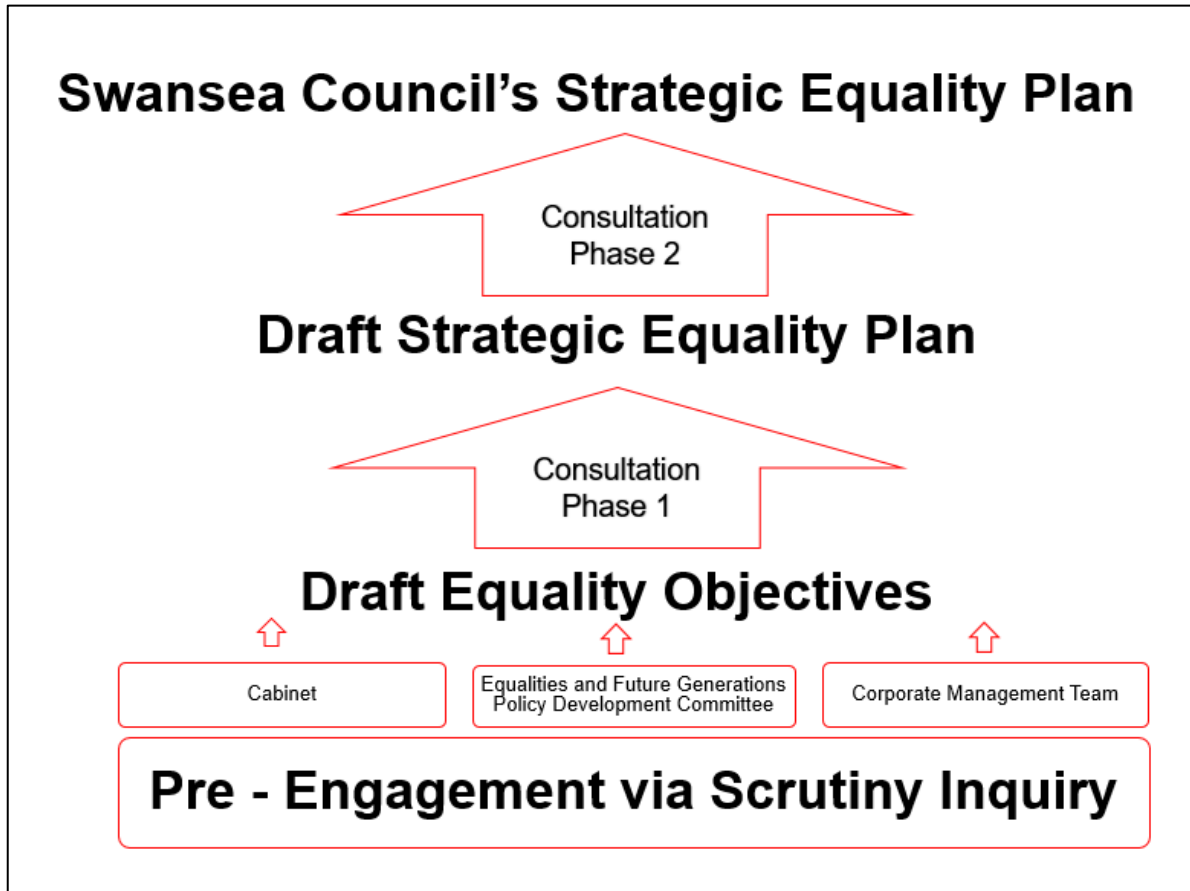 Swansea Council’s Strategic Equality Plan
Consultation
Phase 2
Draft Strategic Equality Plan
Consultation
Phase 1
Draft Equality Objectives
Cabinet
Equalities and Future Generations
Policy Development Committee
Corporate Management Team
Pre - Engagement via Scrutiny Inquiry